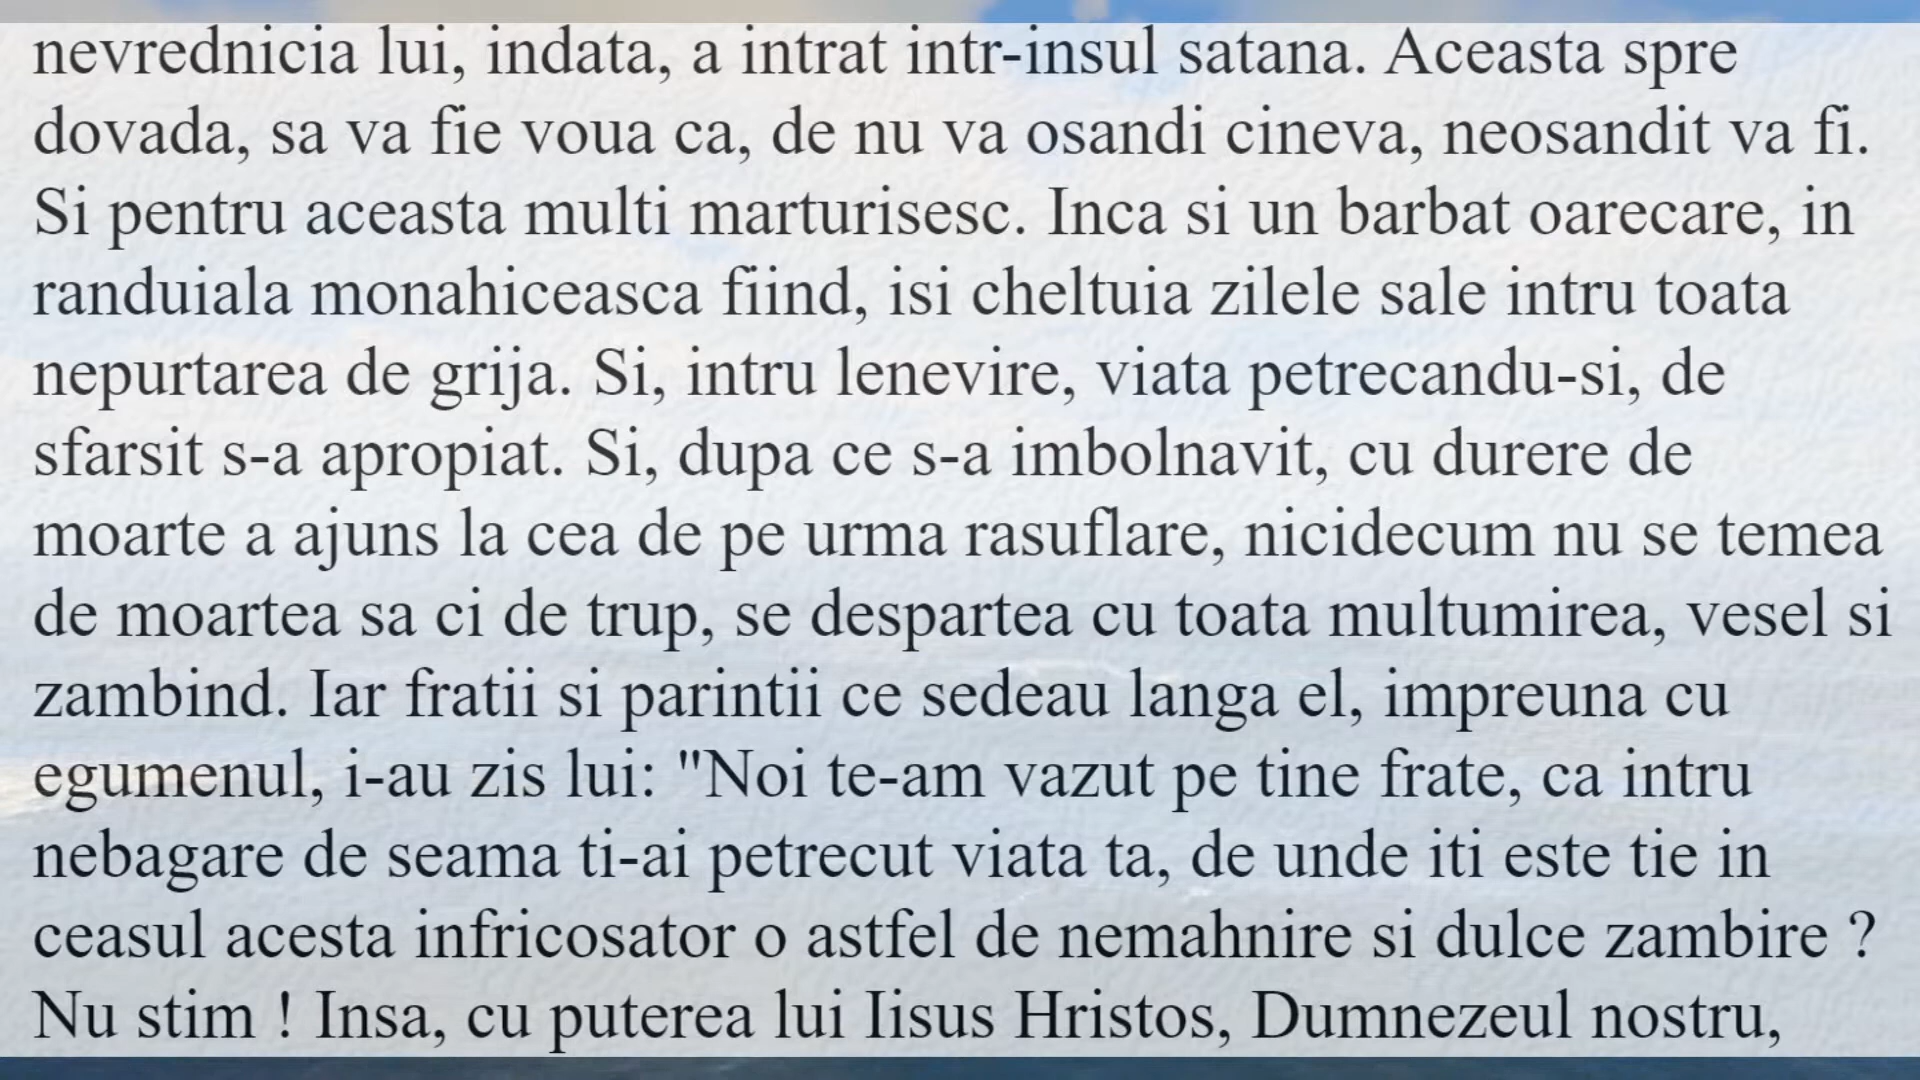 nevrednicia lui, indata, a intrat intr-insul satana. Aceasta spre
dovada, sa va fie voua ca, de nu va osandi cineva, neosandit va fi.
Si pentru aceasta multi marturisesc. Inca si un barbat oarecare, in
randuiala monahiceasca fiind, isi cheltuia zilele sale intru toata
nepurtarea de grija. Si, intru lenevire, viata petrecandu-si, de
sfarsit s-a apropiat. Si, dupa ce s-a imbolnavit, cu durere de
moarte a ajuns la cea de pe urma rasuflare, nicidecum nu se temea
de moartea sa ci de trup, se despartea cu toata multumirea, vesel si
zambind. Iar fratii si parintii ce sedeau langa el, impreuna cu
egumenul, i-au zis lui: "Noi te-am vazut pe tine frate, ca intru
nebagare de seama ti-ai petrecut viata ta, de unde iti este tie in
ceasul acesta infricosator o astfel de nemahnire si dulce zambire ?
Nu stim ! Insa, cu puterea lui Iisus Hristos, Dumnezeul nostru,